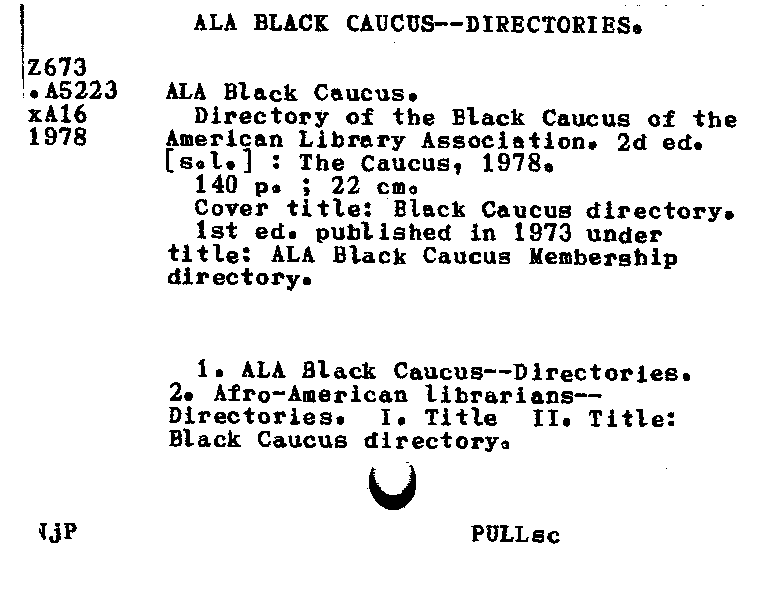 ALA BLACK CAUCUS--DIRECTORIES.
Z673
.A5223 ALA Black Caucus.
xA16 Directory of the Black Caucus of the
1978 American Library Association. 2d ed.
[s.l.] : The Caucus, 1978.
140 p. ; 22 cm.
Cover title: Black Caucus directory.
1st ed. published in 1973 under
title: ALA Black Caucus Membership
directory.
1. ALA Black Caucus--Directories.
2. Afro-American librarians--
Directories. I. Title II. Title:
Black Caucus directory.
NjP PULLsc